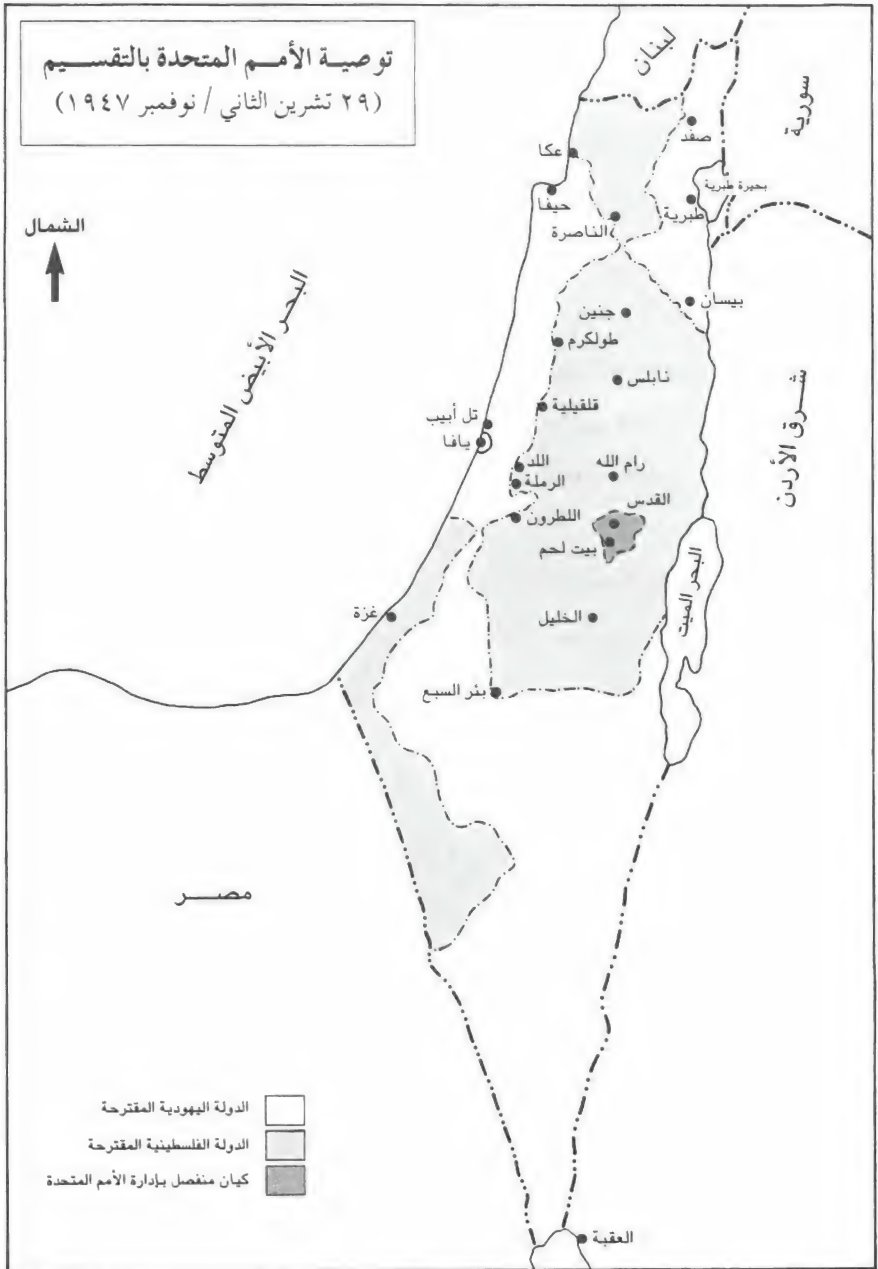 توصية الأمم المتحدة بالتقسيم
(٢٩ تشرين الثاني / نوفمبر ١٩٤٧)
لبنان
سورية
صفد
عكا
بحيرة طبرية
حيفا
طبرية
الناصرة
الشمال
البحر الأبيض المتوسط
بيسان
جنين
طولكرم
نابلس
قلقيلية
شرق الأردن
تل أبيب
يافا
اللد
رام الله
الرملة
القدس
اللطرون
بيت لحم
البحر الميت
غزة
الخليل
بئر السبع
مصر
الدولة اليهودية المقترحة
الدولة الفلسطينية المقترحة
كيان منفصل بإدارة الأمم المتحدة
العقبة